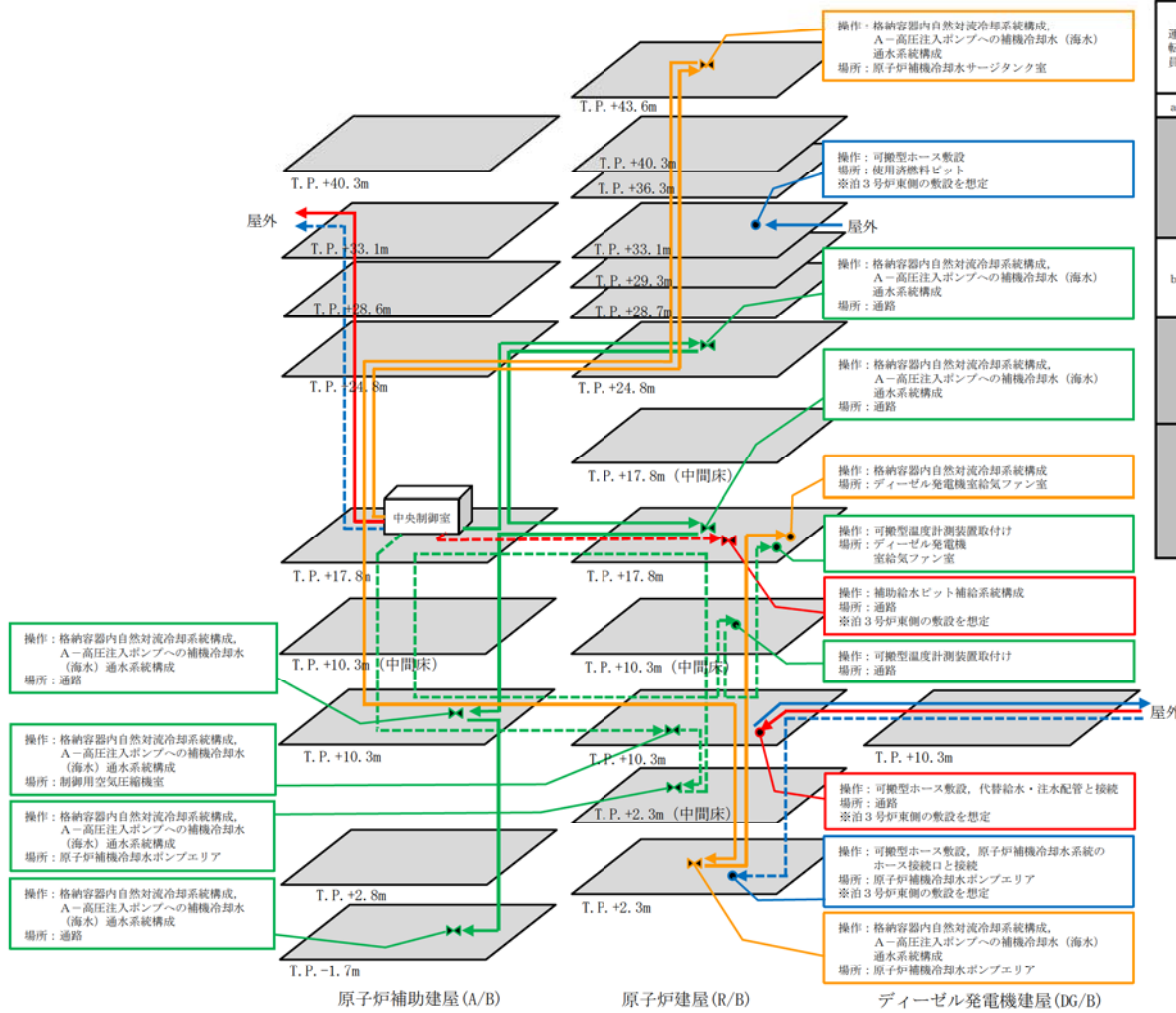 操作：格納容器内自然対流冷却系統構成，
A－高圧注入ポンプへの補機冷却水（海水）
通水系統構成
場所：原子炉補機冷却水サージタンク室
T.P. +43.6m
T.P. +40.3m
T.P. +40.3m
T.P. +36.3m
操作：可搬型ホース敷設
場所：使用済燃料ピット
※泊３号炉東側の敷設を想定
屋外
屋外
T.P. +33.1m
T.P. +33.1m
T.P. +29.3m
T.P. +28.6m
T.P. +28.7m
操作：格納容器内自然対流冷却系統構成，
A－高圧注入ポンプへの補機冷却水（海水）
通水系統構成
場所：通路
T.P. +24.8m
T.P. +24.8m
操作：格納容器内自然対流冷却系統構成，
A－高圧注入ポンプへの補機冷却水（海水）
通水系統構成
場所：通路
T.P. +17.8m (中間床)
操作：格納容器内自然対流冷却系統構成
場所：ディーゼル発電機室給気ファン室
中央制御室
操作：可搬型温度計測装置取付け
場所：ディーゼル発電機
室給気ファン室
T.P. +17.8m
T.P. +17.8m
操作：補助給水ピット補給系統構成
場所：通路
※泊３号炉東側の敷設を想定
操作：可搬型温度計測装置取付け
場所：通路
T.P. +10.3m (中間床)
T.P. +10.3m (中間床)
操作：格納容器内自然対流冷却系統構成，
A－高圧注入ポンプへの補機冷却水
（海水）通水系統構成
場所：通路
屋外
T.P. +10.3m
T.P. +10.3m
T.P. +10.3m
操作：格納容器内自然対流冷却系統構成，
A－高圧注入ポンプへの補機冷却水
（海水）通水系統構成
場所：制御用空気圧縮機室
操作：可搬型ホース敷設，代替給水・注水配管と接続
場所：通路
※泊３号炉東側の敷設を想定
T.P. +2.3m (中間床)
操作：格納容器内自然対流冷却系統構成，
A－高圧注入ポンプへの補機冷却水
（海水）通水系統構成
場所：原子炉補機冷却水ポンプエリア
操作：可搬型ホース敷設，原子炉補機冷却水系統の
ホース接続口と接続
場所：原子炉補機冷却水ポンプエリア
※泊３号炉東側の敷設を想定
T.P. +2.8m
T.P. +2.3m
操作：格納容器内自然対流冷却系統構成，
A－高圧注入ポンプへの補機冷却水
（海水）通水系統構成
場所：通路
操作：格納容器内自然対流冷却系統構成，
A－高圧注入ポンプへの補機冷却水（海水）
通水系統構成
場所：原子炉補機冷却水ポンプエリア
T.P. -1.7m
原子炉補助建屋(A/B)
原子炉建屋(R/B)
ディーゼル発電機建屋(DG/B)
運
転
員
a
b